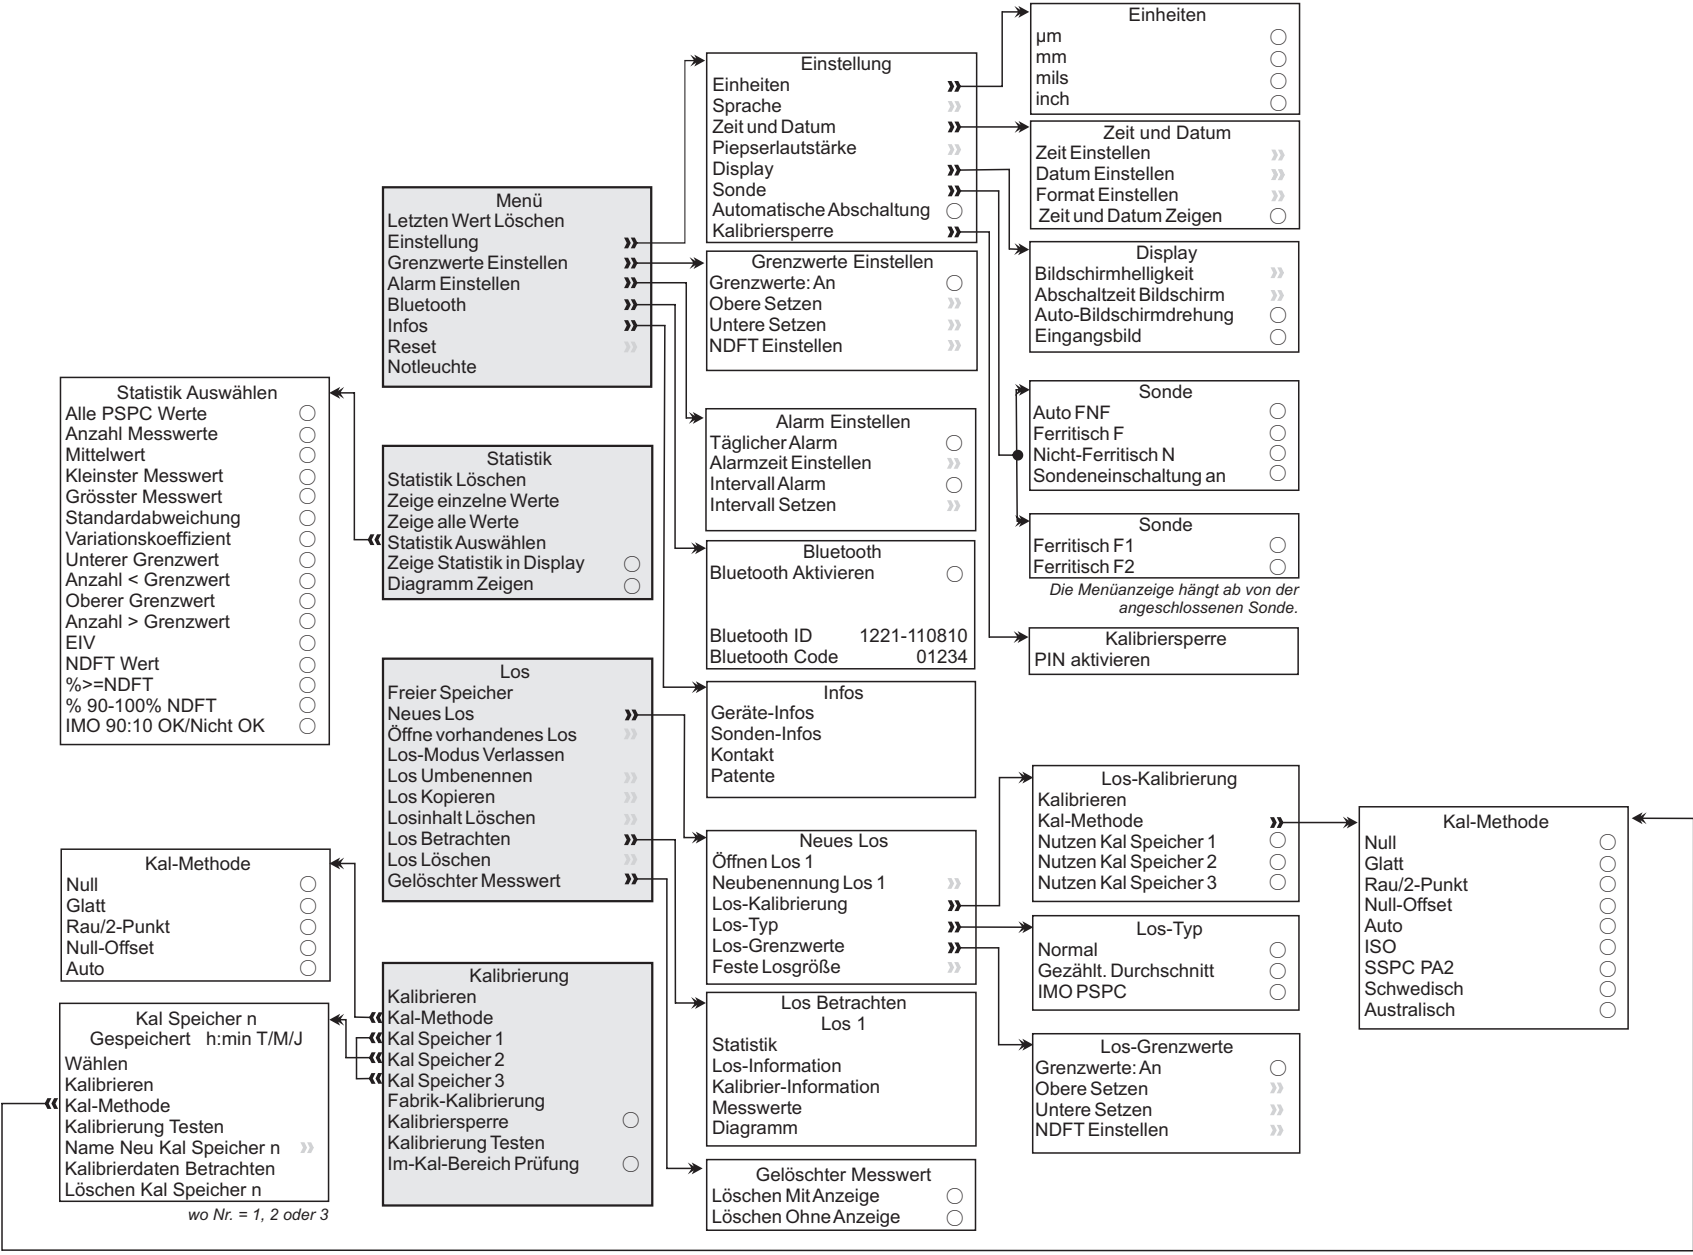 Einheiten
µm
mm
mils
inch
Einstellung
Einheiten
Sprache
Zeit und Datum
Piepserlautstärke
Display
Sonde
Automatische Abschaltung
Kalibriersperre
Zeit und Datum
Zeit Einstellen
Datum Einstellen
Format Einstellen
Zeit und Datum Zeigen
Menü
Letzten Wert Löschen
Einstellung
Grenzwerte Einstellen
Alarm Einstellen
Bluetooth
Infos
Reset
Notleuchte
Grenzwerte Einstellen
Grenzwerte: An
Obere Setzen
Untere Setzen
NDFT Einstellen
Display
Bildschirmhelligkeit
Abschaltzeit Bildschirm
Auto-Bildschirmdrehung
Eingangsbild
Statistik Auswählen
Alle PSPC Werte
Anzahl Messwerte
Mittelwert
Kleinster Messwert
Grösster Messwert
Standardabweichung
Variationskoeffizient
Unterer Grenzwert
Anzahl < Grenzwert
Oberer Grenzwert
Anzahl > Grenzwert
EIV
NDFT Wert
%>=NDFT
% 90-100% NDFT
IMO 90:10 OK/Nicht OK
Statistik
Statistik Löschen
Zeige einzelne Werte
Zeige alle Werte
Statistik Auswählen
Zeige Statistik in Display
Diagramm Zeigen
Alarm Einstellen
Täglicher Alarm
Alarmzeit Einstellen
Intervall Alarm
Intervall Setzen
Sonde
Auto FNF
Ferritisch F
Nicht-Ferritisch N
Sondeneinschaltung an
Sonde
Ferritisch F1
Ferritisch F2
Die Menüanzeige hängt ab von der
angeschlossenen Sonde.
Bluetooth
Bluetooth Aktivieren
Bluetooth ID 1221-110810
Bluetooth Code 01234
Kalibriersperre
PIN aktivieren
Los
Freier Speicher
Neues Los
Öffne vorhandenes Los
Los-Modus Verlassen
Los Umbenennen
Los Kopieren
Losinhalt Löschen
Los Betrachten
Los Löschen
Gelöschter Messwert
Infos
Geräte-Infos
Sonden-Infos
Kontakt
Patente
Neues Los
Öffnen Los 1
Neubenennung Los 1
Los-Kalibrierung
Los-Typ
Los-Grenzwerte
Feste Losgröße
Los-Kalibrierung
Kalibrieren
Kal-Methode
Nutzen Kal Speicher 1
Nutzen Kal Speicher 2
Nutzen Kal Speicher 3
Kal-Methode
Null
Glatt
Rau/2-Punkt
Null-Offset
Auto
ISO
SSPC PA2
Schwedisch
Australisch
Kal-Methode
Null
Glatt
Rau/2-Punkt
Null-Offset
Auto
Los-Typ
Normal
Gezählt. Durchschnitt
IMO PSPC
Kalibrierung
Kalibrieren
Kal-Methode
Kal Speicher 1
Kal Speicher 2
Kal Speicher 3
Fabrik-Kalibrierung
Kalibriersperre
Kalibrierung Testen
Im-Kal-Bereich Prüfung
Los Betrachten
Los 1
Statistik
Los-Information
Kalibrier-Information
Messwerte
Diagramm
Kal Speicher n
Gespeichert h:min T/M/J
Wählen
Kalibrieren
Kal-Methode
Kalibrierung Testen
Name Neu Kal Speicher n
Kalibrierdaten Betrachten
Löschen Kal Speicher n
wo Nr. = 1, 2 oder 3
Los-Grenzwerte
Grenzwerte: An
Obere Setzen
Untere Setzen
NDFT Einstellen
Gelöschter Messwert
Löschen Mit Anzeige
Löschen Ohne Anzeige